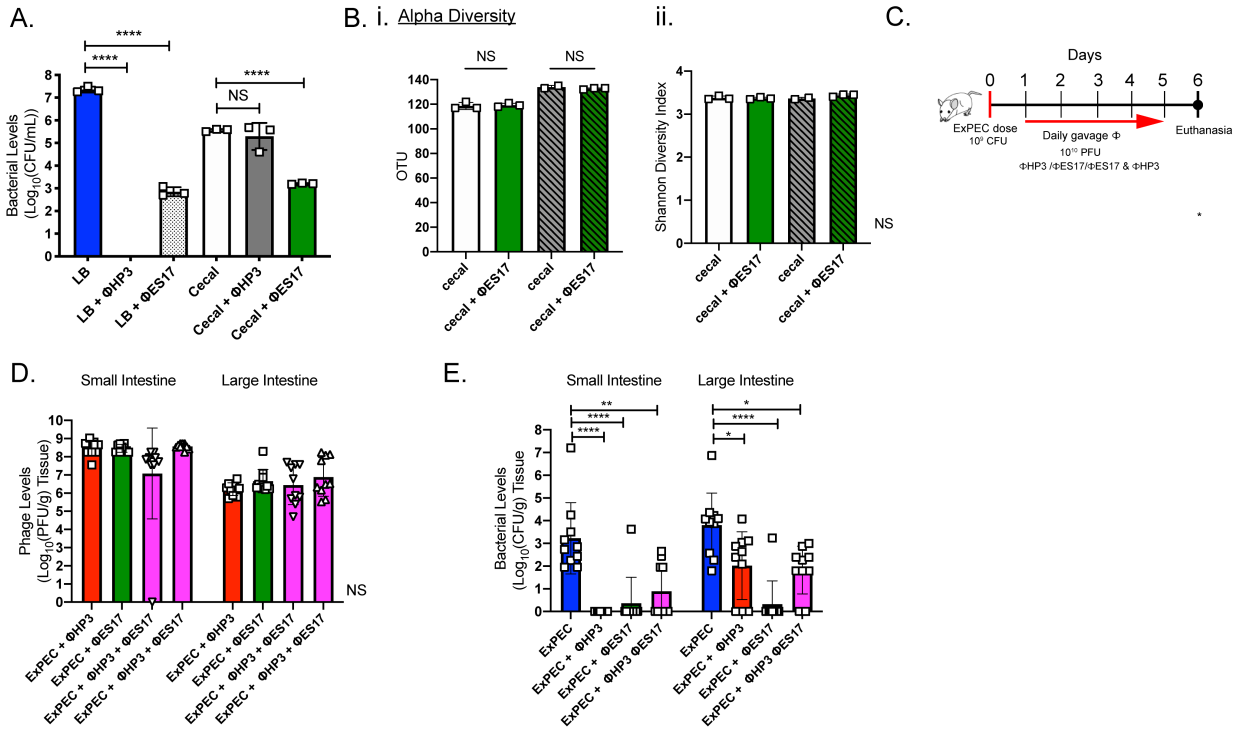 A.
****
****
****
NS
Bacterial Levels
(Log10(CFU/mL))
8
7
6
5
4
3
2
1
0
LB
LB + ΦHP3
LB + ΦES17
Cecal
Cecal + ΦHP3
Cecal + ΦES17
B. i. Alpha Diversity
NS
NS
OTU
140
120
100
80
60
40
20
0
cecal
cecal + ΦES17
cecal
cecal + ΦES17
ii.
Shannon Diversity Index
4
3
2
1
0
NS
cecal
cecal + ΦES17
cecal
cecal + ΦES17
C.
Days
0 1 2 3 4 5 6
ExPEC dose
10⁹ CFU
Daily gavage Φ
10¹⁰ PFU
ΦHP3 /ΦES17/ΦES17 & ΦHP3
Euthanasia
*
D.
Small Intestine
Large Intestine
Phage Levels
(Log10(PFU/g) Tissue)
10
9
8
7
6
5
4
3
2
1
0
NS
ExPEC + ΦHP3
ExPEC + ΦES17
ExPEC + ΦHP3 + ΦES17
ExPEC + ΦHP3 + ΦES17
ExPEC + ΦHP3
ExPEC + ΦES17
ExPEC + ΦHP3 + ΦES17
ExPEC + ΦHP3 + ΦES17
E.
Small Intestine
Large Intestine
**
****
****
*
****
*
Bacterial Levels
(Log10(CFU/g) Tissue
8
7
6
5
4
3
2
1
0
ExPEC
ExPEC + ΦHP3
ExPEC + ΦES17
ExPEC + ΦHP3 ΦES17
ExPEC
ExPEC + ΦHP3
ExPEC + ΦES17
ExPEC + ΦHP3 ΦES17